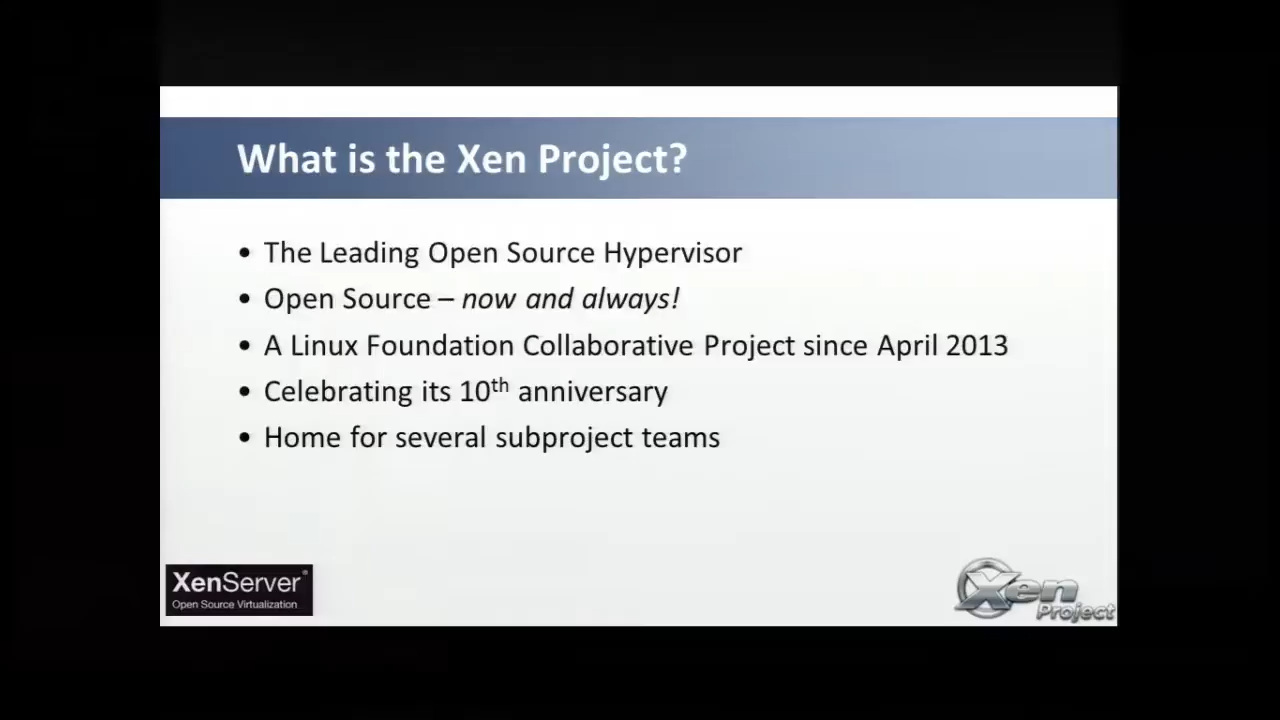 What is the Xen Project?
• The Leading Open Source Hypervisor
• Open Source – now and always!
• A Linux Foundation Collaborative Project since April 2013
• Celebrating its 10th anniversary
• Home for several subproject teams
XenServer®
Open Source Virtualization
Xen
Project